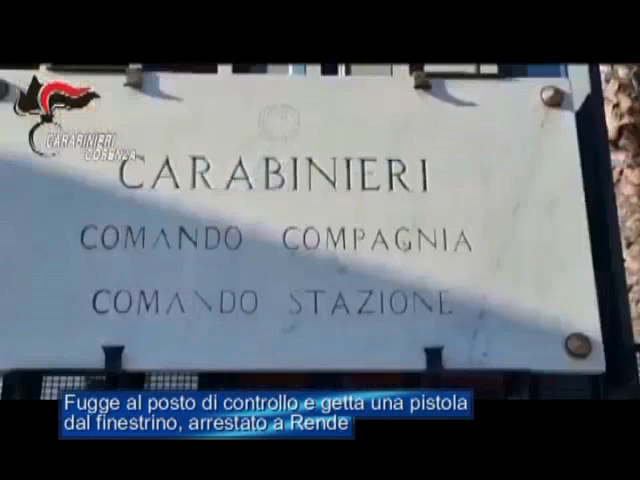 CARABINIERI
COSENZA
CARABINIERI
COMANDO COMPAGNIA
COMANDO STAZIONE
Fugge al posto di controllo e getta una pistola
dal finestrino, arrestato a Rende